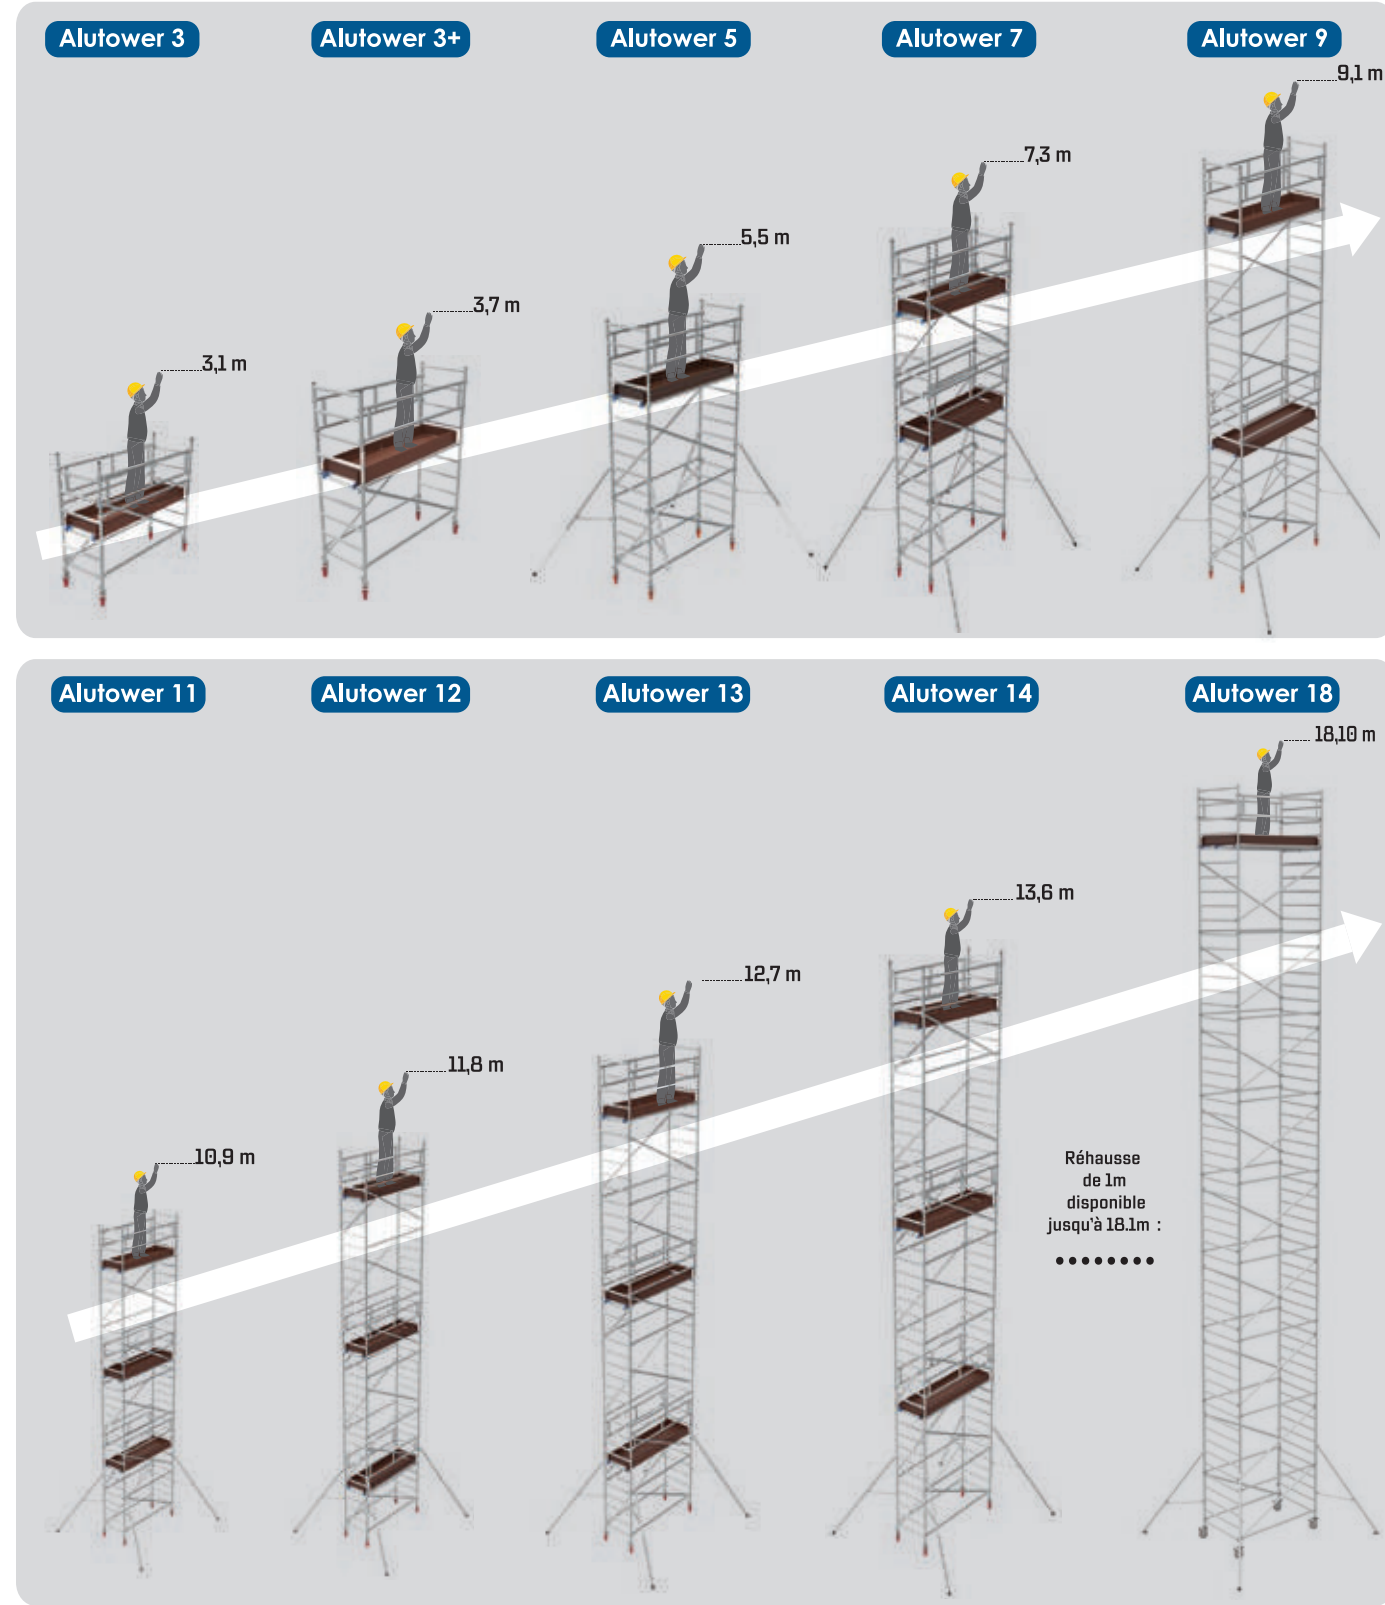 Alutower 3
Alutower 3+
Alutower 5
Alutower 7
Alutower 9
3,1 m
3,7 m
5,5 m
7,3 m
9,1 m
Alutower 11
Alutower 12
Alutower 13
Alutower 14
Alutower 18
10,9 m
11,8 m
12,7 m
13,6 m
18,10 m
Réhausse
de 1m
disponible
jusqu'à 18.1m :